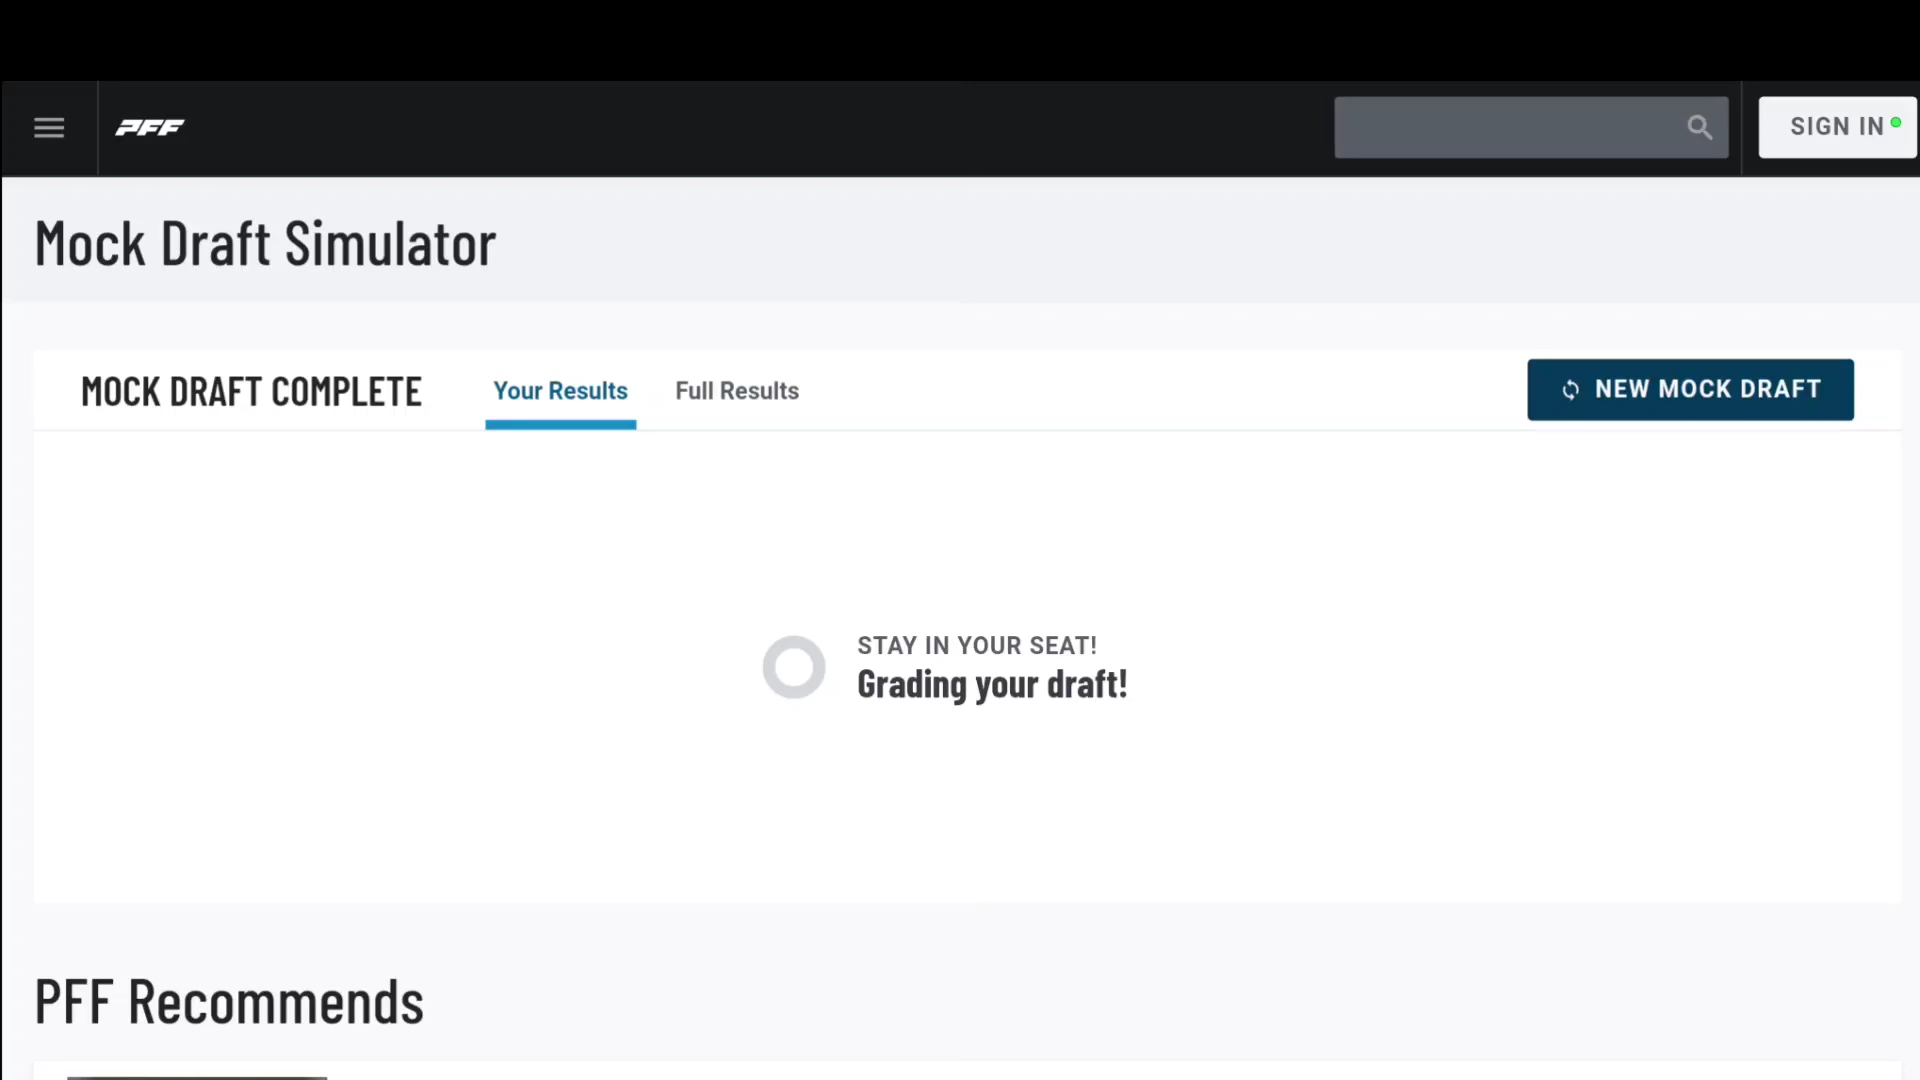 PFF
SIGN IN
Mock Draft Simulator
MOCK DRAFT COMPLETE
Your Results
Full Results
NEW MOCK DRAFT
STAY IN YOUR SEAT!
Grading your draft!
PFF Recommends